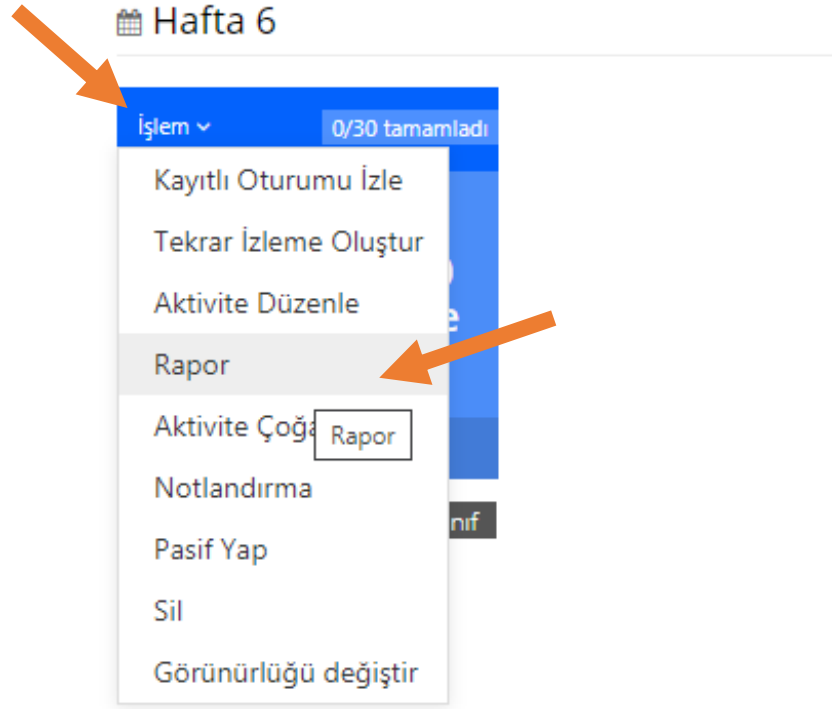 Hafta 6
İşlem
0/30 tamamladı
Kayıtlı Oturumu İzle
Tekrar İzleme Oluştur
Aktivite Düzenle
Rapor
Aktivite
Rapor
Notlandırma
Pasif Yap
Sil
Görünürlüğü değiştir